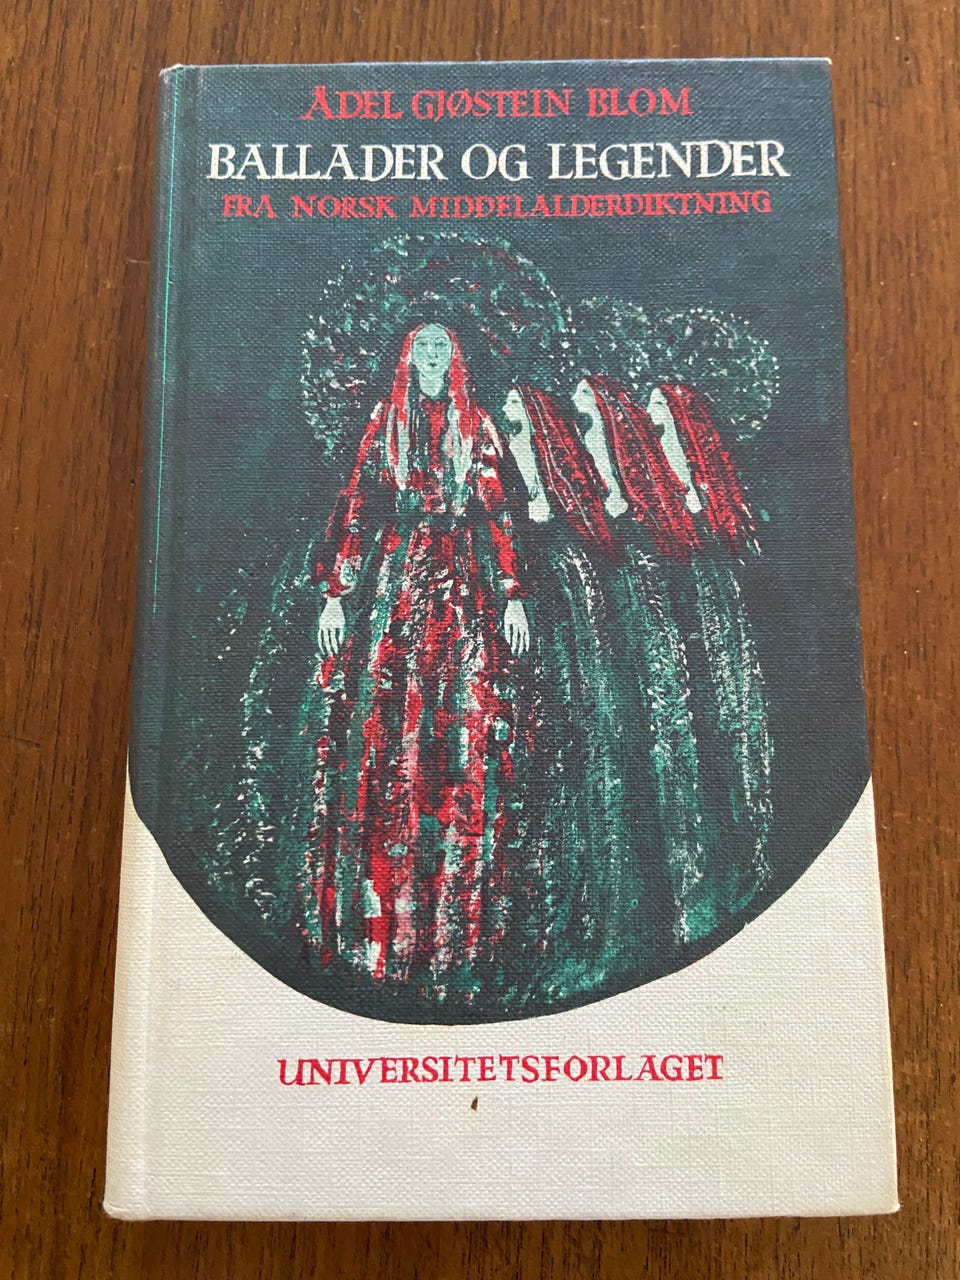 ÅDEL GJØSTEIN BLOM
BALLADER OG LEGENDER
FRA NORSK MIDDELALDERDIKTNING
UNIVERSITETSFORLAGET